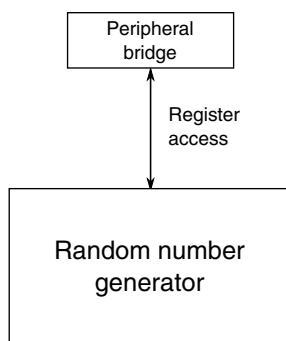 Peripheral
bridge
Register
access
Random number
generator